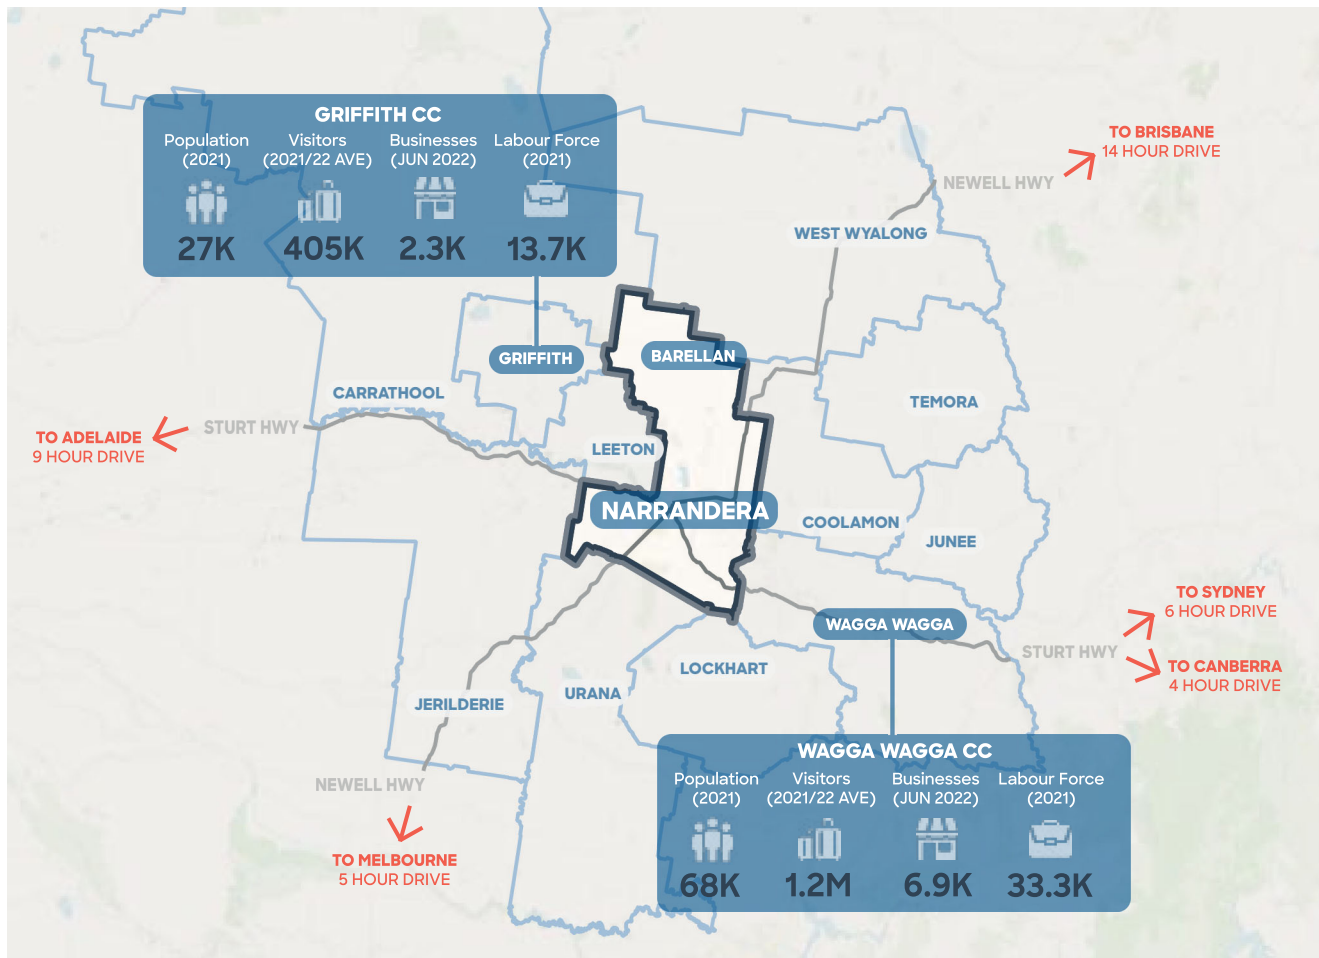 GRIFFITH CC
Population Visitors Businesses Labour Force
(2021) (2021/22 AVE) (JUN 2022) (2021)
27K 405K 2.3K 13.7K
TO BRISBANE
14 HOUR DRIVE
NEWELL HWY
WEST WYALONG
GRIFFITH
BARELLAN
CARRATHOOL
TEMORA
STURT HWY
TO ADELAIDE
9 HOUR DRIVE
LEETON
NARRANDERA
COOLAMON
JUNEE
TO SYDNEY
6 HOUR DRIVE
WAGGA WAGGA
STURT HWY
TO CANBERRA
4 HOUR DRIVE
LOCKHART
URANA
JERILDERIE
NEWELL HWY
TO MELBOURNE
5 HOUR DRIVE
WAGGA WAGGA CC
Population Visitors Businesses Labour Force
(2021) (2021/22 AVE) (JUN 2022) (2021)
68K 1.2M 6.9K 33.3K